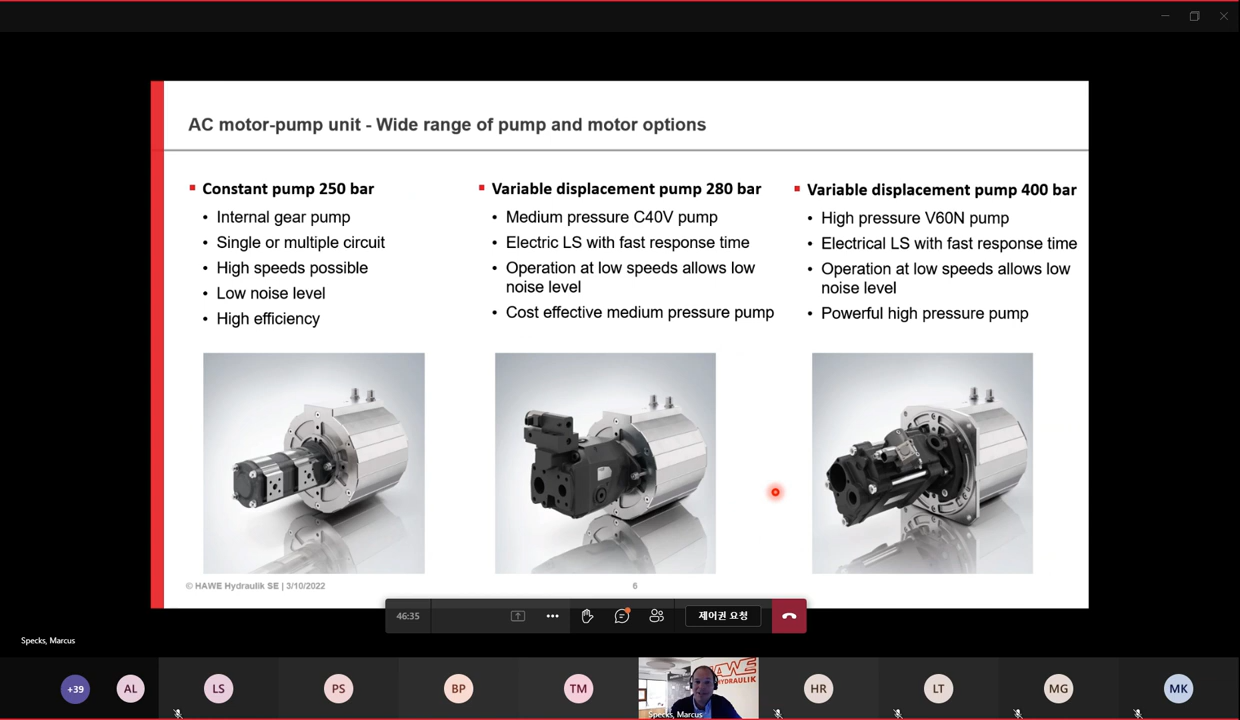 AC motor-pump unit - Wide range of pump and motor options
Constant pump 250 bar
Internal gear pump
Single or multiple circuit
High speeds possible
Low noise level
High efficiency
Variable displacement pump 280 bar
Medium pressure C40V pump
Electric LS with fast response time
Operation at low speeds allows low
noise level
Cost effective medium pressure pump
Variable displacement pump 400 bar
High pressure V60N pump
Electrical LS with fast response time
Operation at low speeds allows low
noise level
Powerful high pressure pump
© HAWE Hydraulik SE | 3/10/2022
6
46:35
제어권 요청
Specks, Marcus
+39
AL
LS
PS
BP
TM
HAWE
HYDRAULIK
Specks, Marcus
HR
LT
MG
MK